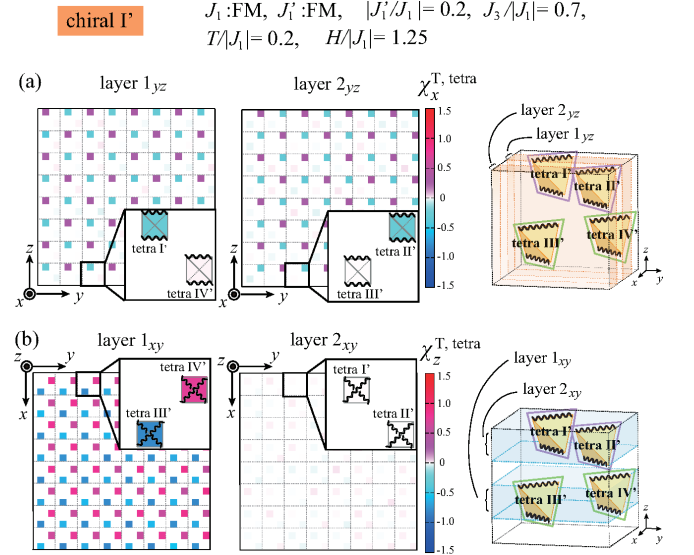 chiral I’
J₁:FM, J₁’:FM, |J₁’/J₁|= 0.2, J₃/|J₁|= 0.7,
T/|J₁|= 0.2, H/|J₁|= 1.25
(a)
layer 1yz
layer 2yz
χₓᵀ, tetra
1.5
1.0
0.5
0
-0.5
-1.0
-1.5
tetra I’
tetra IV’
tetra II’
tetra III’
z
x
y
z
x
y
layer 2yz
layer 1yz
tetra I’
tetra II’
tetra III’
tetra IV’
z
x
y
(b)
layer 1xy
layer 2xy
χzᵀ, tetra
1.5
1.0
0.5
0
-0.5
-1.0
-1.5
z
y
x
z
y
x
tetra IV’
tetra III’
tetra I’
tetra II’
layer 1xy
layer 2xy
tetra I’
tetra II’
tetra III’
tetra IV’
z
x
y